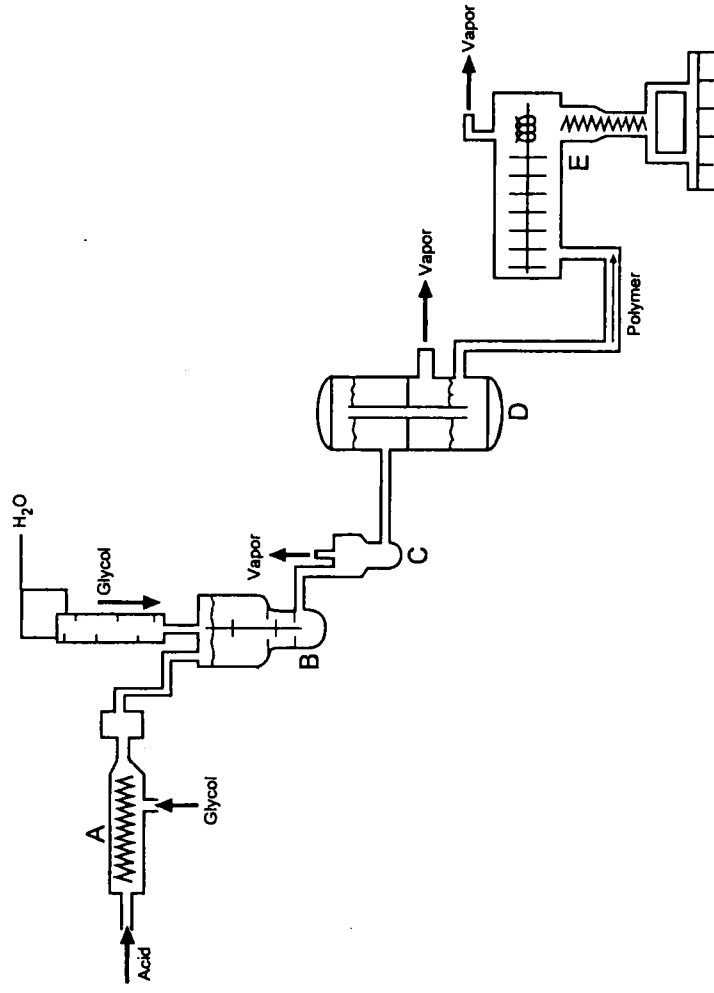 Acid
A
Glycol
H₂O
Glycol
B
Vapor
C
D
Vapor
Polymer
E
Vapor